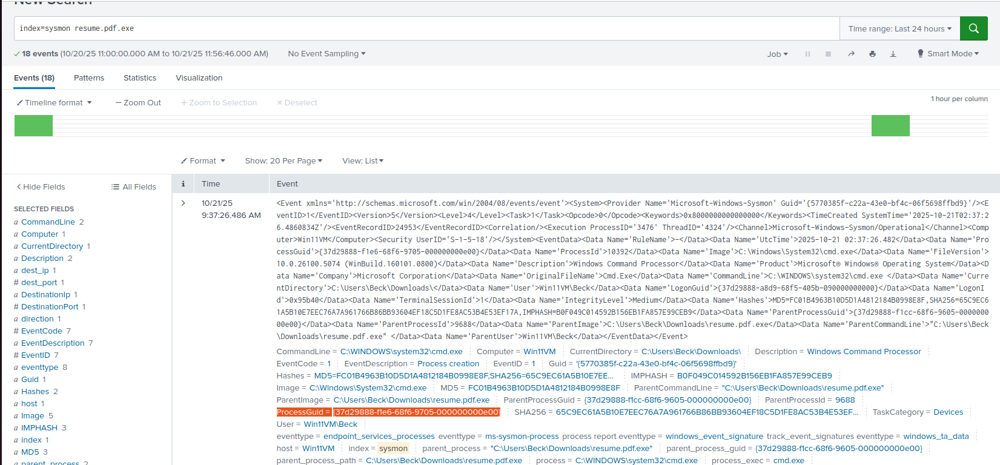 New Search
index=sysmon resume.pdf.exe
Time range: Last 24 hours
18 events (10/20/25 11:00:00.000 AM to 10/21/25 11:56:46.000 AM)
No Event Sampling
Job
Smart Mode
Events (18)
Patterns
Statistics
Visualization
Timeline format
Zoom Out
Zoom to Selection
Deselect
1 hour per column
Format
Show: 20 Per Page
View: List
Hide Fields
All Fields
SELECTED FIELDS
a CommandLine 2
a Computer 1
a CurrentDirectory 1
a Description 2
a dest_ip 1
# dest_port 1
a DestinationIp 1
# DestinationPort 1
a direction 1
# EventCode 7
a EventDescription 7
# EventID 7
a eventtype 8
a Guid 1
a Hashes 2
a host 1
a Image 5
a IMPHASH 3
a index 1
a MD5 3
a parent_process 2
i
Time
Event
10/21/25
9:37:26.486 AM
<Event xmlns='http://schemas.microsoft.com/win/2004/08/events/event'><System><Provider Name='Microsoft-Windows-Sysmon' Guid='{5770385f-c22a-43e0-bf4c-06f5698ffbd9}'/><E
ventID>1</EventID><Version>5</Version><Level>4</Level><Task>1</Task><Opcode>0</Opcode><Keywords>0x8000000000000000</Keywords><TimeCreated SystemTime='2025-10-21T02:37:2
6.4860834Z'/><EventRecordID>24953</EventRecordID><Correlation/><Execution ProcessID='3476' ThreadID='4324'/><Channel>Microsoft-Windows-Sysmon/Operational</Channel><Comp
uter>Win11VM</Computer><Security UserID='S-1-5-18'/></System><EventData><Data Name='RuleName'>-</Data><Data Name='UtcTime'>2025-10-21 02:37:26.482</Data><Data Name='Pro
cessGuid'>{37d29888-f1e6-68f6-9705-000000000e00}</Data><Data Name='ProcessId'>10392</Data><Data Name='Image'>C:\Windows\System32\cmd.exe</Data><Data Name='FileVersion'>
10.0.26100.5074 (WinBuild.160101.0800)</Data><Data Name='Description'>Windows Command Processor</Data><Data Name='Product'>Microsoft® Windows® Operating System</Data><D
ata Name='Company'>Microsoft Corporation</Data><Data Name='OriginalFileName'>Cmd.Exe</Data><Data Name='CommandLine'>C:\WINDOWS\system32\cmd.exe </Data><Data Name='Curre
ntDirectory'>C:\Users\Beck\Downloads\</Data><Data Name='User'>Win11VM\Beck</Data><Data Name='LogonGuid'>{37d29888-a8d9-68f5-405b-090000000000}</Data><Data Name='LogonI
d'>0x95b40</Data><Data Name='TerminalSessionId'>1</Data><Data Name='IntegrityLevel'>Medium</Data><Data Name='Hashes'>MD5=FC01B4963B10D5D1A4812184B0998E8F,SHA256=65C9EC6
1A5B10E7EEC76A7A961766B86BB93604EF18C5D1FE8AC53B4E53EF17A,IMPHASH=B0F049C014592B156EB1FA857E99CEB9</Data><Data Name='ParentProcessGuid'>{37d29888-f1cc-68f6-9605-0000000
00e00}</Data><Data Name='ParentProcessId'>9688</Data><Data Name='ParentImage'>C:\Users\Beck\Downloads\resume.pdf.exe</Data><Data Name='ParentCommandLine'>"C:\Users\Beck
\Downloads\resume.pdf.exe" </Data><Data Name='ParentUser'>Win11VM\Beck</Data></EventData></Event>
CommandLine = C:\WINDOWS\system32\cmd.exe Computer = Win11VM CurrentDirectory = C:\Users\Beck\Downloads\ Description = Windows Command Processor
EventCode = 1 EventDescription = Process creation EventID = 1 Guid = '{5770385f-c22a-43e0-bf4c-06f5698ffbd9}'
Hashes = MD5=FC01B4963B10D5D1A4812184B0998E8F,SHA256=65C9EC61A5B10E7EE... IMPHASH = B0F049C014592B156EB1FA857E99CEB9
Image = C:\Windows\System32\cmd.exe MD5 = FC01B4963B10D5D1A4812184B0998E8F ParentCommandLine = "C:\Users\Beck\Downloads\resume.pdf.exe"
ParentImage = C:\Users\Beck\Downloads\resume.pdf.exe ParentProcessGuid = {37d29888-f1cc-68f6-9605-000000000e00} ParentProcessId = 9688
ProcessGuid = {37d29888-f1e6-68f6-9705-000000000e00} SHA256 = 65C9EC61A5B10E7EEC76A7A961766B86BB93604EF18C5D1FE8AC53B4E53EF... TaskCategory = Devices
User = Win11VM\Beck
eventtype = endpoint_services_processes eventtype = ms-sysmon-process process report eventtype = windows_event_signature track_event_signatures eventtype = windows_ta_data
host = Win11VM index = sysmon parent_process = "C:\Users\Beck\Downloads\resume.pdf.exe" parent_process_guid = {37d29888-f1cc-68f6-9605-000000000e00}
parent_process_path = C:\Users\Beck\Downloads\resume.pdf.exe process = C:\WINDOWS\system32\cmd.exe process_exec = cmd.exe